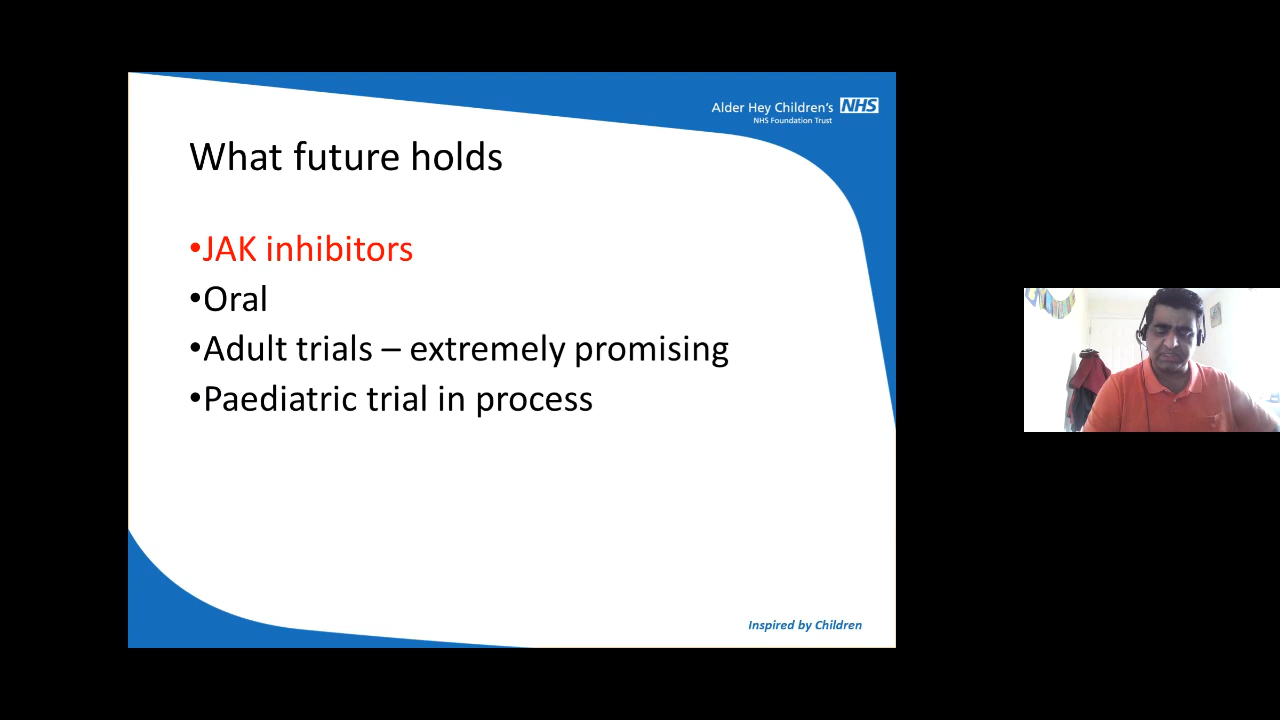 Alder Hey Children's NHS
NHS Foundation Trust
What future holds
•JAK inhibitors
•Oral
•Adult trials – extremely promising
•Paediatric trial in process
Inspired by Children